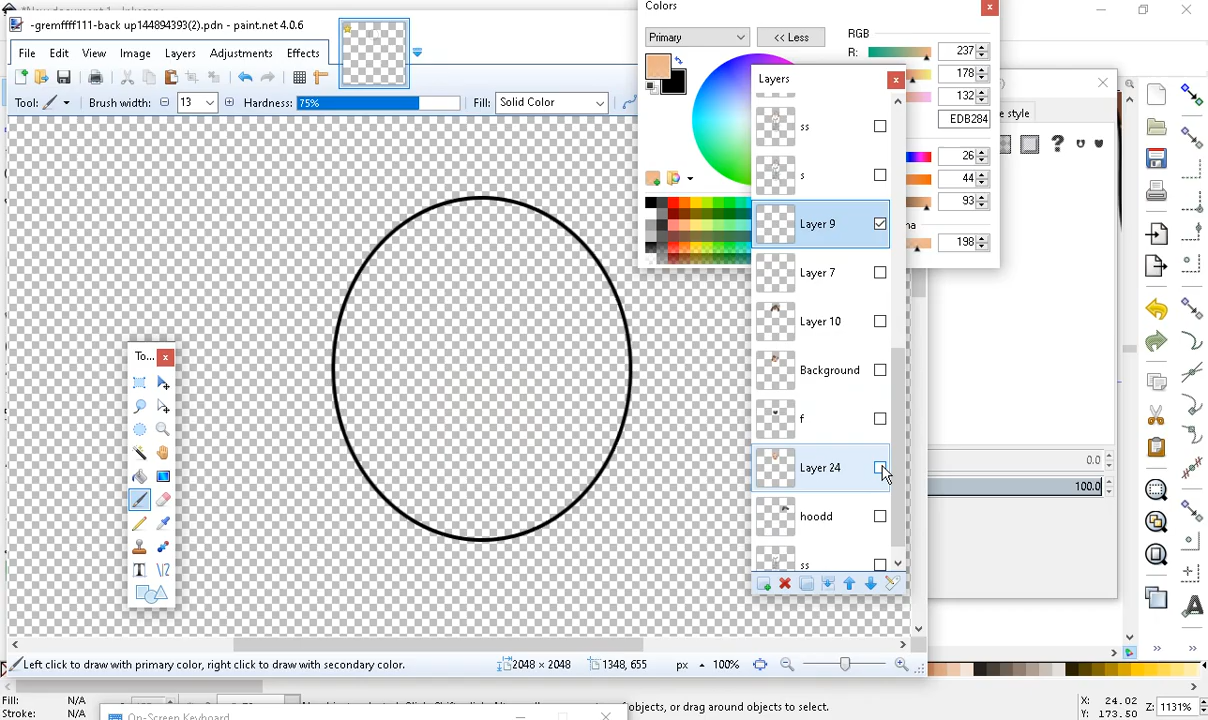 -gremffff111-back up144894393(2).pdn - paint.net 4.0.6
File Edit View Image Layers Adjustments Effects
Tool: Brush width: 13 Hardness: 75% Fill: Solid Color
Colors
Primary << Less
RGB
R: 237
178
132
EDB284
26
44
93
198
Layers
ss
s
Layer 9
Layer 7
Layer 10
Background
f
Layer 24
hoodd
ss
To...
e style
0.0
100.0
Left click to draw with primary color, right click to draw with secondary color.
2048 × 2048 1348, 655 px 100%
Fill: N/A
Stroke: N/A
On-Screen Keyboard
objects, or drag around objects to select.
X: 24.02
Y: 173.50
Z: 1131%